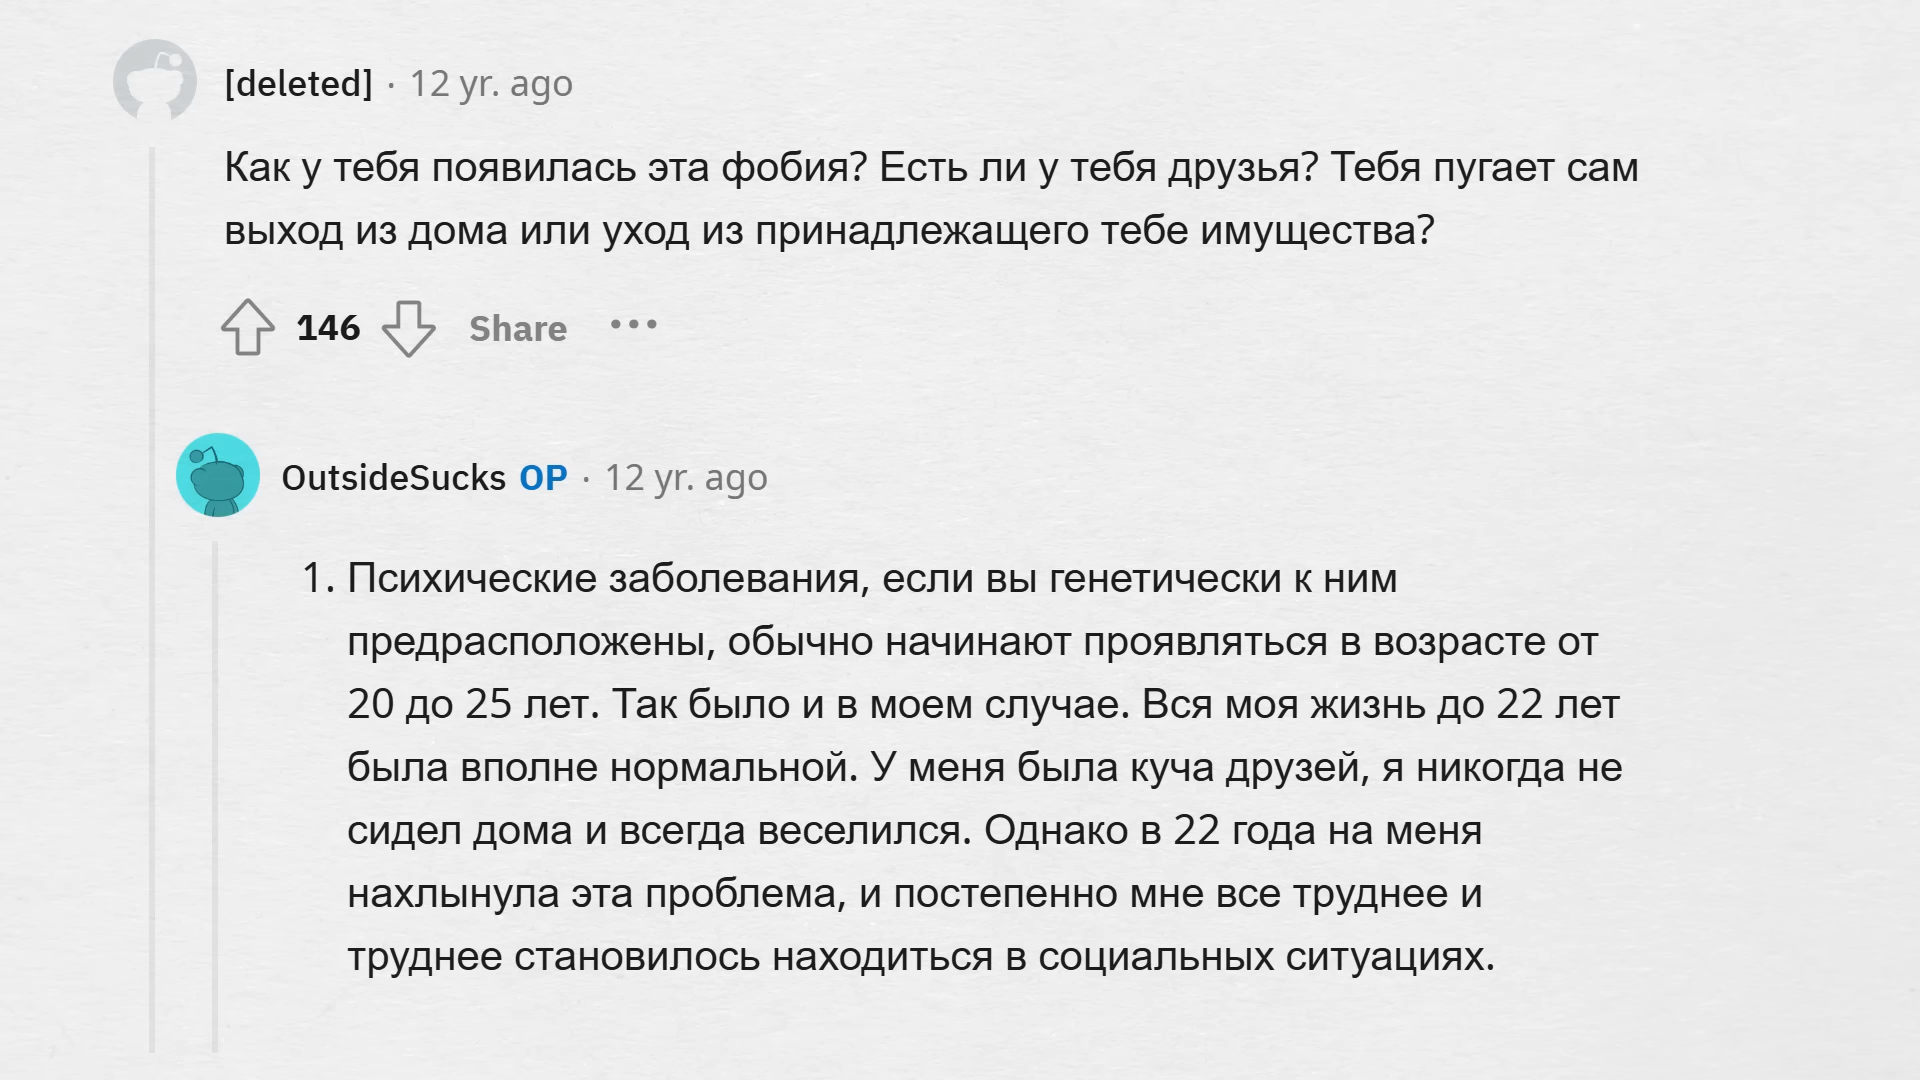 [deleted] · 12 yr. ago
Как у тебя появилась эта фобия? Есть ли у тебя друзья? Тебя пугает сам
выход из дома или уход из принадлежащего тебе имущества?
146 Share ···
OutsideSucks OP · 12 yr. ago
1. Психические заболевания, если вы генетически к ним
предрасположены, обычно начинают проявляться в возрасте от
20 до 25 лет. Так было и в моем случае. Вся моя жизнь до 22 лет
была вполне нормальной. У меня была куча друзей, я никогда не
сидел дома и всегда веселился. Однако в 22 года на меня
нахлынула эта проблема, и постепенно мне все труднее и
труднее становилось находиться в социальных ситуациях.